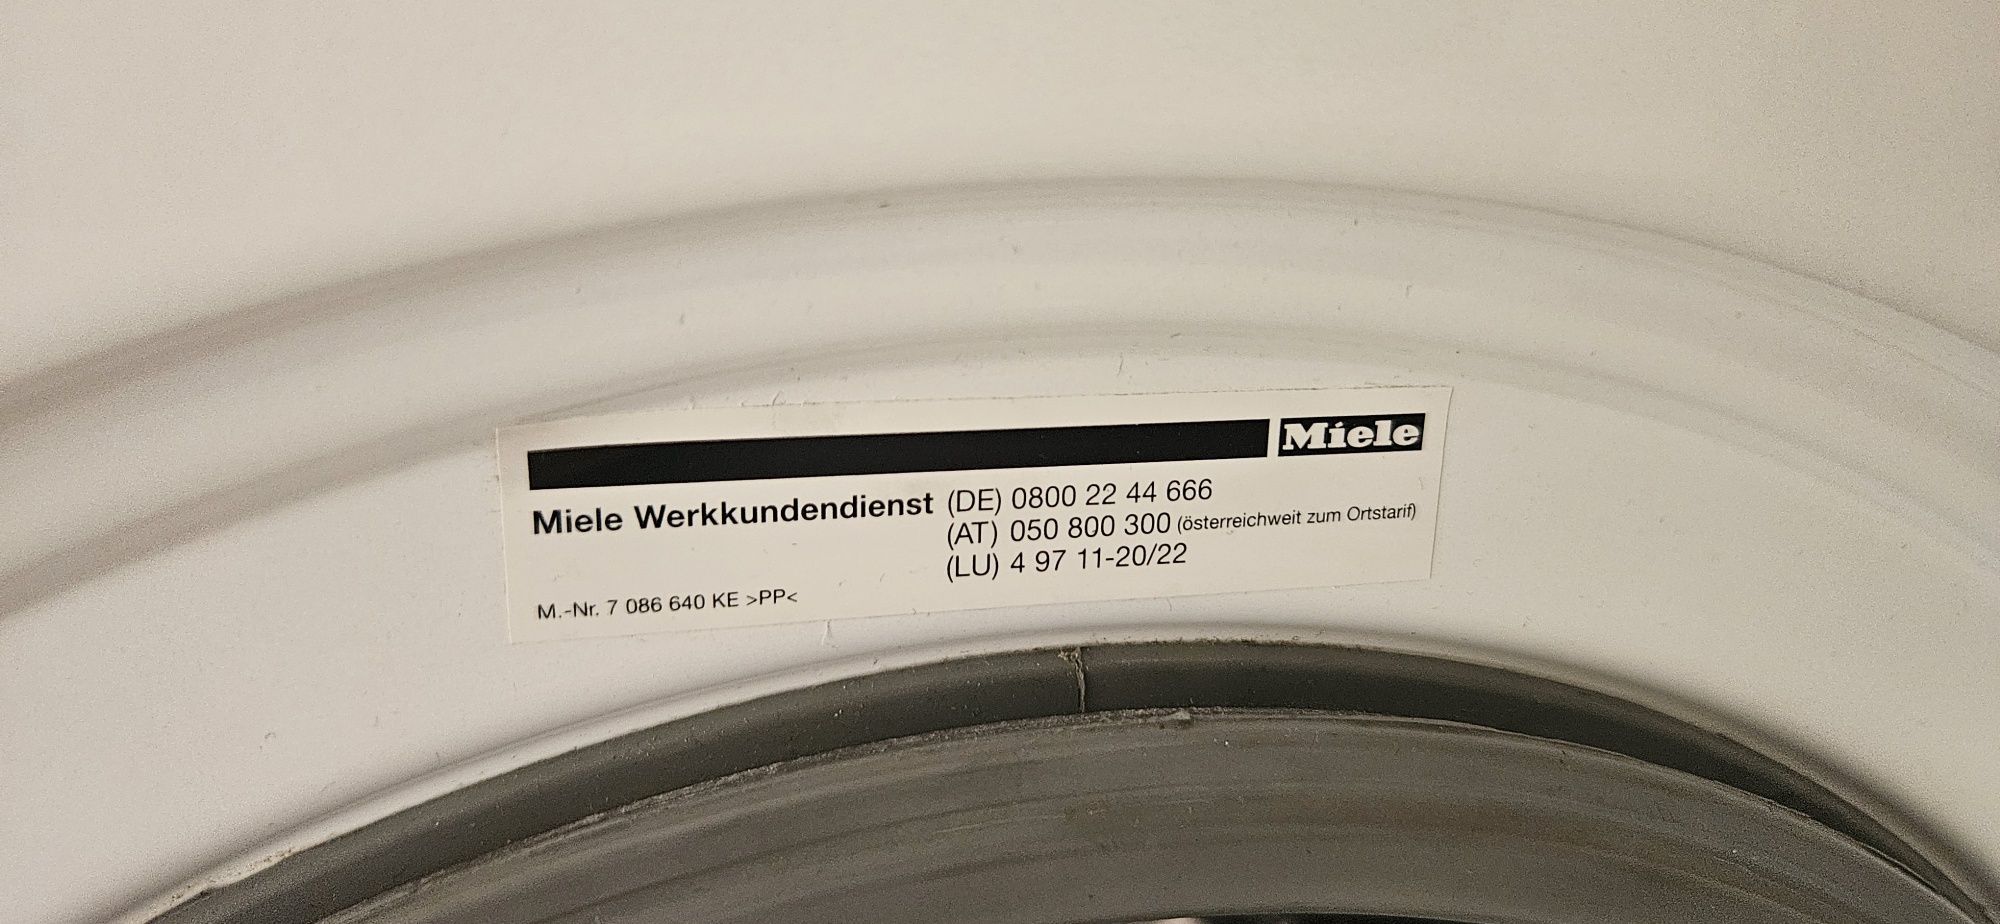 Miele
Miele Werkkundendienst (DE) 0800 22 44 666
(AT) 050 800 300 (österreichweit zum Ortstarif)
(LU) 4 97 11-20/22
M.-Nr. 7 086 640 KE >PP<